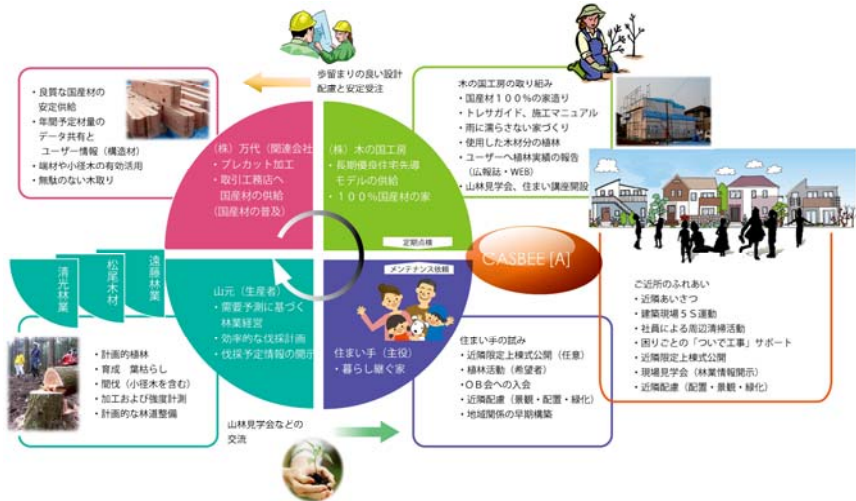 歩留まりの良い設計
配慮と安定受注
・良質な国産材の
安定供給
・年間予定材量の
データ共有と
ユーザー情報（構造材）
・端材や小径木の有効活用
・無駄のない木取り
（株）万代（関連会社）
・プレカット加工
・取引工務店へ
国産材の供給
(国産材の普及)
（株）木の国工房
・長期優良住宅先導
モデルの供給
・１００％国産材の家
定期点検
木の国工房の取り組み
・国産材１００％の家造り
・トレサガイド、施工マニュアル
・雨に濡らさない家づくり
・使用した木材分の植林
・ユーザーへ植林実績の報告
（広報誌・WEB）
・山林見学会、住まい講座開設
CASBEE [A]
清光林業
松尾木材
遠藤林業
山元（生産者）
・需要予測に基づく
林業経営
・効率的な伐採計画
・伐採予定情報の開示
メンテナンス依頼
住まい手（主役）
・暮らし継ぐ家
・計画的植林
・育成　葉枯らし
・間伐（小径木を含む）
・加工および強度計測
・計画的な林道整備
山林見学会などの
交流
住まい手の試み
・近隣限定上棟式公開（任意）
・植林活動（希望者）
・ＯＢ会への入会
・近隣配慮（景観・配置・緑化）
・地域関係の早期構築
ご近所のふれあい
・近隣あいさつ
・建築現場５Ｓ運動
・社員による周辺清掃活動
・困りごとの「ついで工事」サポート
・近隣限定上棟式公開
・現場見学会（林業情報開示）
・近隣配慮（配置・景観・緑化）